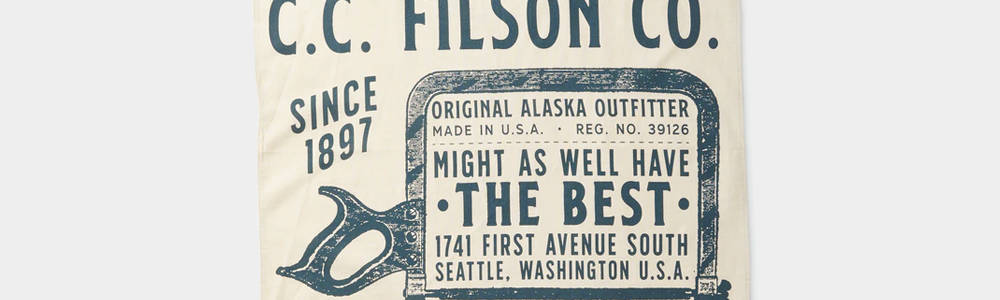 C.C. FILSON CO.
SINCE
1897
ORIGINAL ALASKA OUTFITTER
MADE IN U.S.A. · REG. NO. 39126
MIGHT AS WELL HAVE
·THE BEST·
1741 FIRST AVENUE SOUTH
SEATTLE, WASHINGTON U.S.A.